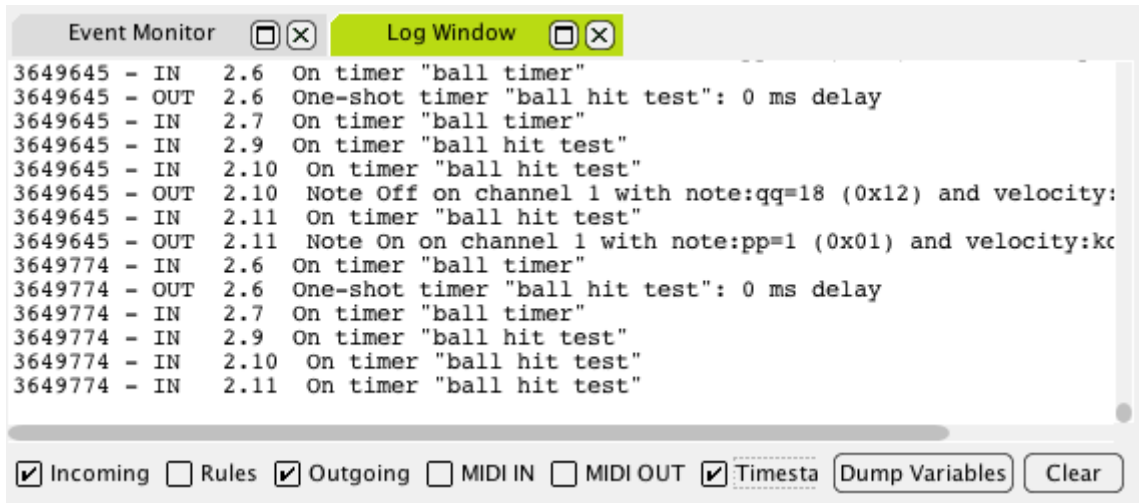 Event Monitor Log Window
3649645 - IN 2.6 On timer "ball timer"
3649645 - OUT 2.6 One-shot timer "ball hit test": 0 ms delay
3649645 - IN 2.7 On timer "ball timer"
3649645 - IN 2.9 On timer "ball hit test"
3649645 - IN 2.10 On timer "ball hit test"
3649645 - OUT 2.10 Note Off on channel 1 with note:qq=18 (0x12) and velocity:
3649645 - IN 2.11 On timer "ball hit test"
3649645 - OUT 2.11 Note On on channel 1 with note:pp=1 (0x01) and
3649774 - IN 2.6 On timer "ball timer"
3649774 - OUT 2.6 One-shot timer "ball hit test": 0 ms delay
3649774 - IN 2.7 On timer "ball timer"
3649774 - IN 2.9 On timer "ball hit test"
3649774 - IN 2.10 On timer "ball hit test"
3649774 - IN 2.11 On timer "ball hit test"
Incoming Rules Outgoing MIDI IN MIDI OUT Timesta Dump Variables Clear